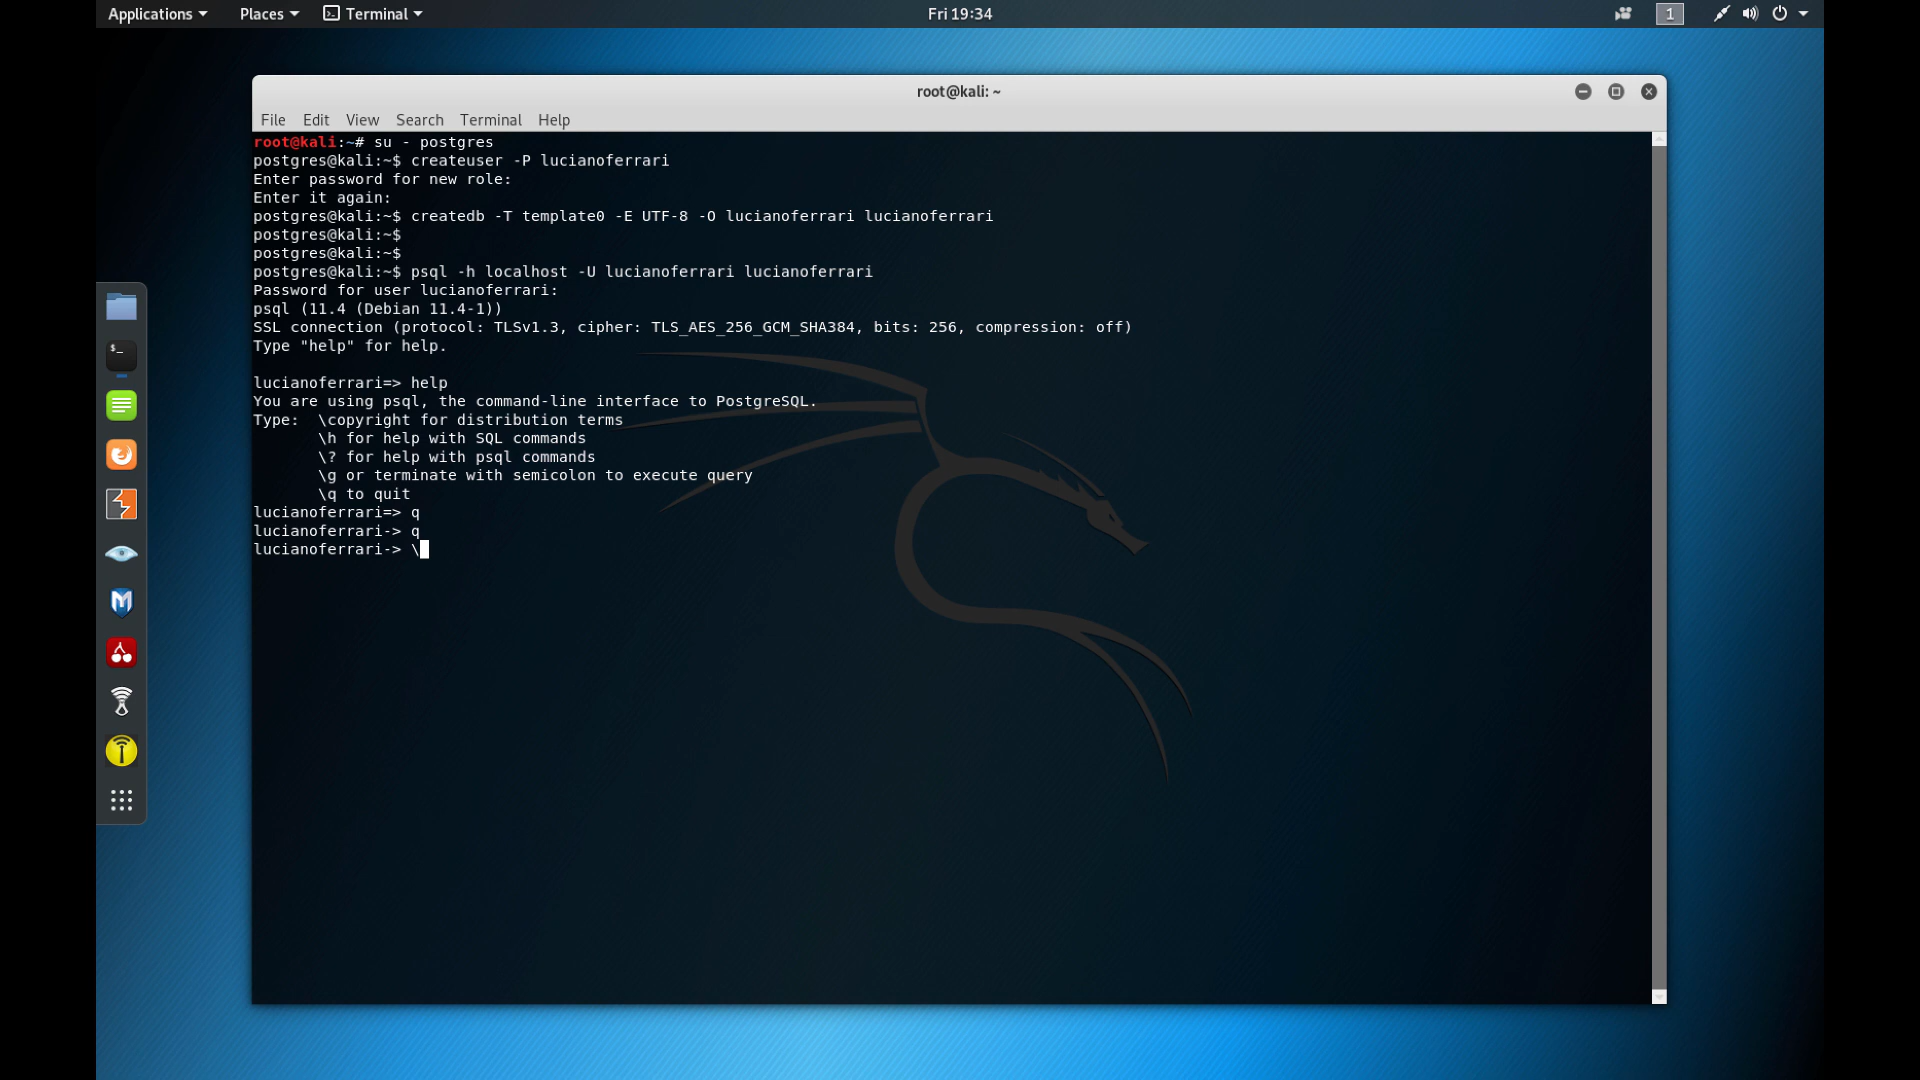 Applications Places Terminal Fri 19:34 1
root@kali: ~
File Edit View Search Terminal Help
root@kali:~# su - postgres
postgres@kali:~$ createuser -P lucianoferrari
Enter password for new role:
Enter it again:
postgres@kali:~$ createdb -T template0 -E UTF-8 -O lucianoferrari lucianoferrari
postgres@kali:~$
postgres@kali:~$
postgres@kali:~$ psql -h localhost -U lucianoferrari lucianoferrari
Password for user lucianoferrari:
psql (11.4 (Debian 11.4-1))
SSL connection (protocol: TLSv1.3, cipher: TLS_AES_256_GCM_SHA384, bits: 256, compression: off)
Type "help" for help.
lucianoferrari=> help
You are using psql, the command-line interface to PostgreSQL.
Type:  \copyright for distribution terms
       \h for help with SQL commands
       \? for help with psql commands
       \g or terminate with semicolon to execute query
       \q to quit
lucianoferrari=> q
lucianoferrari-> q
lucianoferrari-> \
$_